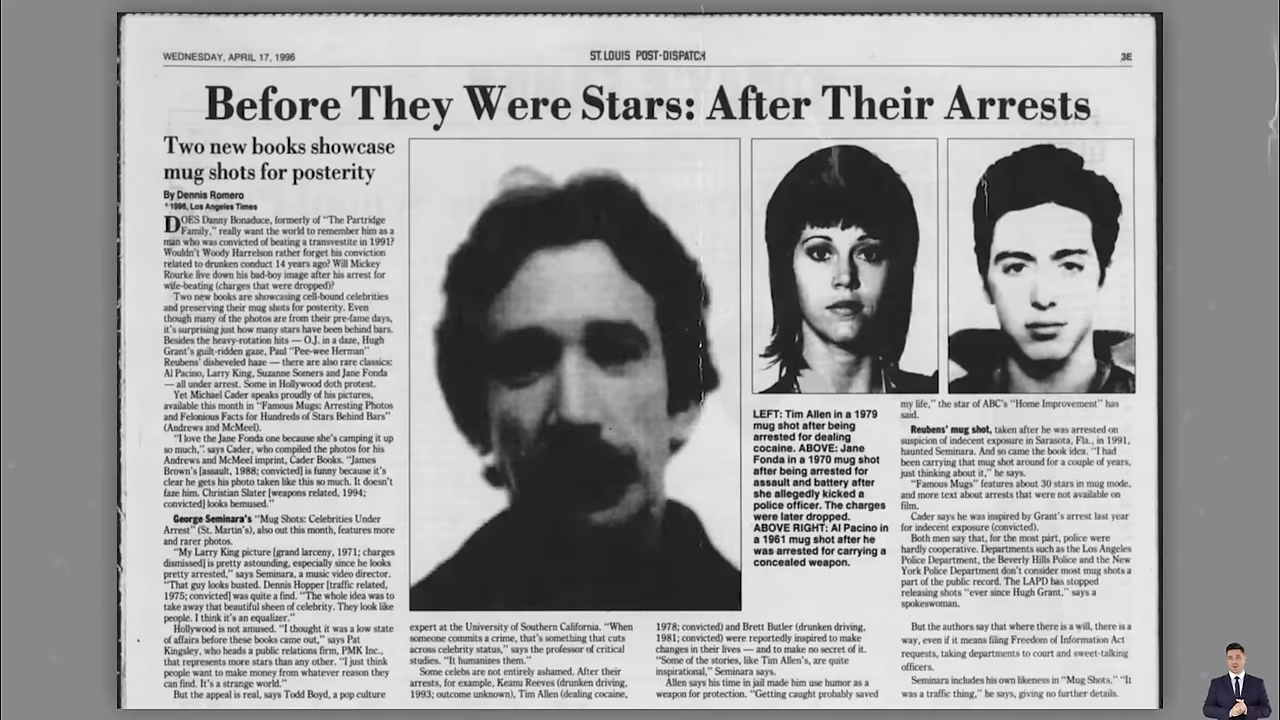 WEDNESDAY, APRIL 17, 1996
ST. LOUIS POST-DISPATCH
3E
Before They Were Stars: After Their Arrests
Two new books showcase
mug shots for posterity
By Dennis Romero
©1996, Los Angeles Times
DOES Danny Bonaduce, formerly of “The Partridge
Family,” really want the world to remember him as a
man who was convicted of beating a transvestite in 1991?
Wouldn't Woody Harrelson rather forget his conviction
related to drunken conduct 14 years ago? Will Mickey
Rourke live down his bad-boy image after his arrest for
wife-beating (charges that were dropped)?
Two new books are showcasing cell-bound celebrities
and preserving their mug shots for posterity. Even
though many of the photos are from their pre-fame days,
it's surprising just how many stars have been behind bars.
Besides the heavy-rotation hits — O.J. in a daze, Hugh
Grant's guilt-ridden gaze, Paul “Pee-wee Herman”
Reubens' disheveled haze — there are also rare classics:
Al Pacino, Larry King, Suzanne Somers and Jane Fonda
— all under arrest. Some in Hollywood doth protest.
Yet Michael Cader speaks proudly of his pictures,
available this month in “Famous Mugs: Arresting Photos
and Felonious Facts for Hundreds of Stars Behind Bars”
(Andrews and McMeel).
“I love the Jane Fonda one because she's camping it up
so much,” says Cader, who compiled the photos for his
Andrews and McMeel imprint, Cader Books. “James
Brown's [assault, 1988; convicted] is funny because it's
clear he gets his photo taken like this so much. It doesn't
faze him. Christian Slater [weapons related, 1994;
convicted] looks bemused.”
George Seminara's “Mug Shots: Celebrities Under
Arrest” (St. Martin's), also out this month, features more
and rarer photos.
“My Larry King picture [grand larceny, 1971; charges
dismissed] is pretty astounding, especially since he looks
pretty arrested,” says Seminara, a music video director.
“That guy looks busted. Dennis Hopper [traffic related,
1975; convicted] was quite a find. “The whole idea was to
take away that beautiful sheen of celebrity. They look like
people. I think it's an equalizer.”
Hollywood is not amused. “I thought it was a low state
of affairs before these books came out,” says Pat
Kingsley, who heads a public relations firm, PMK Inc.,
that represents more stars than any other. “I just think
people want to make money from whatever reason they
can find. It's a strange world.”
But the appeal is real, says Todd Boyd, a pop culture
expert at the University of Southern California. “When
someone commits a crime, that's something that cuts
across celebrity status,” says the professor of critical
studies. “It humanizes them.”
Some celebs are not entirely ashamed. After their
arrests, for example, Keanu Reeves (drunken driving,
1993; outcome unknown), Tim Allen (dealing cocaine,
1978; convicted) and Brett Butler (drunken driving,
1981; convicted) were reportedly inspired to make
changes in their lives — and to make no secret of it.
“Some of the stories, like Tim Allen's, are quite
inspirational,” Seminara says.
Allen says his time in jail made him use humor as a
weapon for protection. “Getting caught probably saved
LEFT: Tim Allen in a 1979
mug shot after being
arrested for dealing
cocaine. ABOVE: Jane
Fonda in a 1970 mug shot
after being arrested for
assault and battery after
she allegedly kicked a
police officer. The charges
were later dropped.
ABOVE RIGHT: Al Pacino in
a 1961 mug shot after he
was arrested for carrying a
concealed weapon.
my life,” the star of ABC's “Home Improvement” has
said.
Reubens' mug shot, taken after he was arrested on
suspicion of indecent exposure in Sarasota, Fla., in 1991,
haunted Seminara. And so came the book idea. “I had
been carrying that mug shot around for a couple of years,
just thinking about it,” he says.
“Famous Mugs” features about 30 stars in mug mode,
and more text about arrests that were not available on
film.
Cader says he was inspired by Grant's arrest last year
for indecent exposure (convicted).
Both men say that, for the most part, police were
hardly cooperative. Departments such as the Los Angeles
Police Department, the Beverly Hills Police and the New
York Police Department don't consider most mug shots a
part of the public record. The LAPD has stopped
releasing shots “ever since Hugh Grant,” says a
spokeswoman.
But the authors say that where there is a will, there is a
way, even if it means filing Freedom of Information Act
requests, taking departments to court and sweet-talking
officers.
Seminara includes his own likeness in “Mug Shots.” “It
was a traffic thing,” he says, giving no further details.